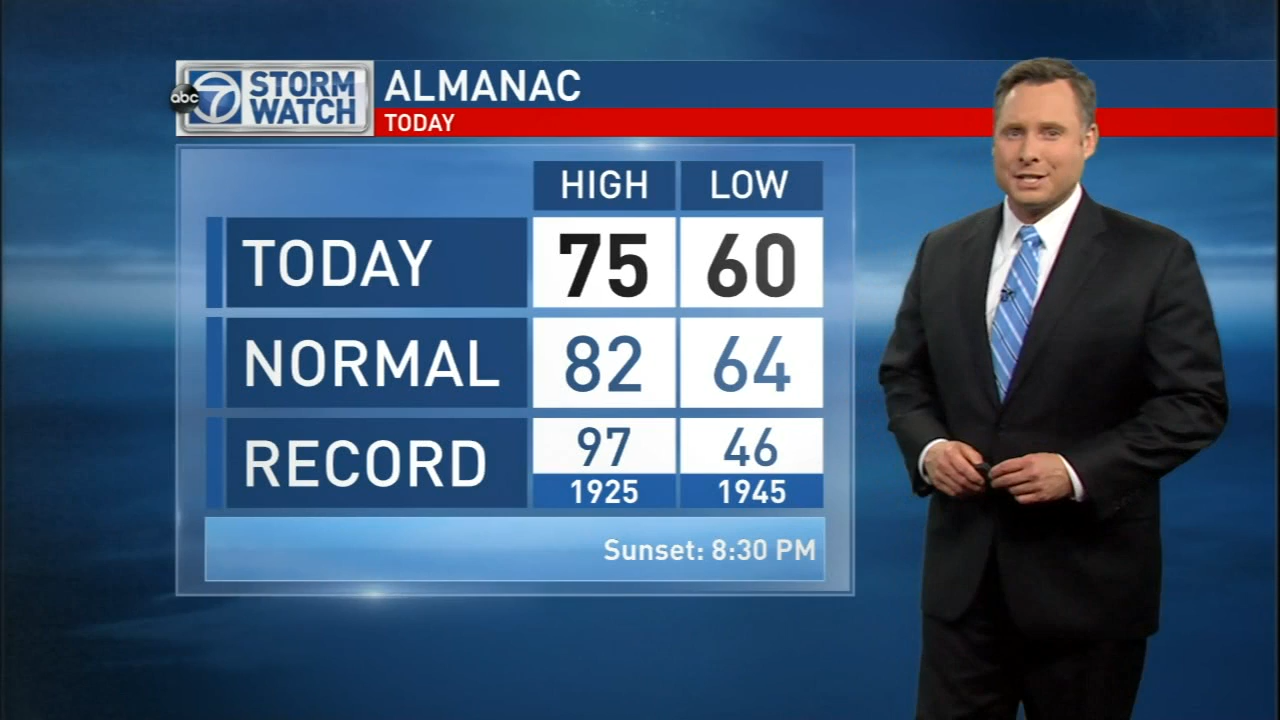 abc 7 STORM WATCH
ALMANAC
TODAY
HIGH LOW
TODAY 75 60
NORMAL 82 64
RECORD 97 46
1925 1945
Sunset: 8:30 PM